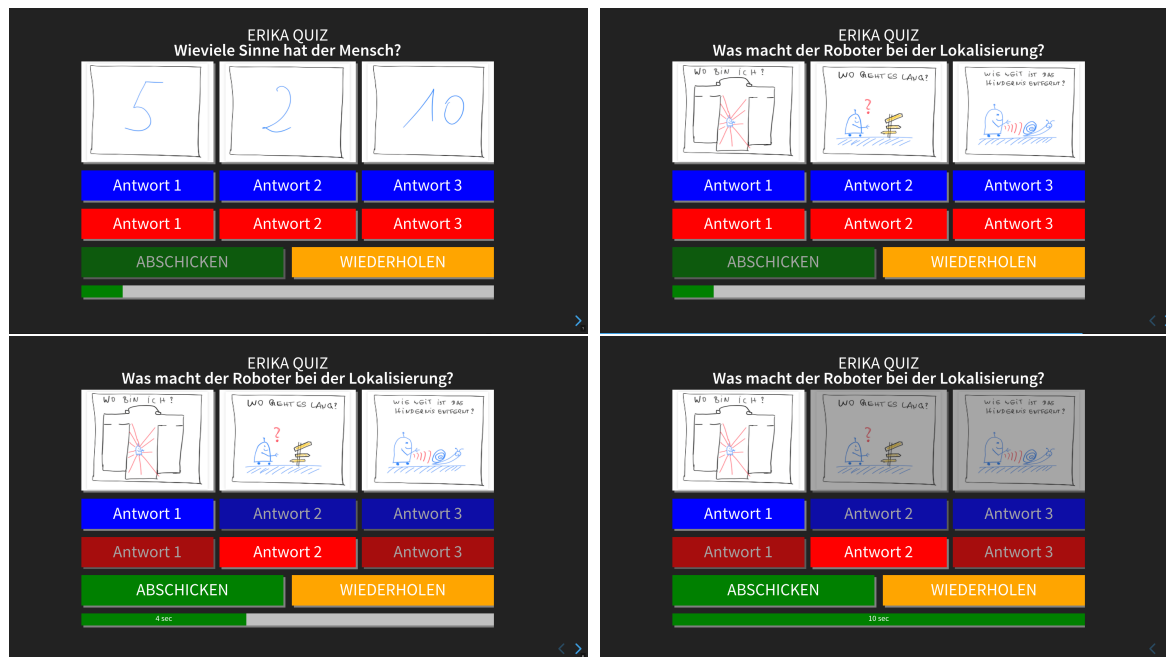 ERIKA QUIZ
Wieviele Sinne hat der Mensch?
5 2 10
Antwort 1 Antwort 2 Antwort 3
Antwort 1 Antwort 2 Antwort 3
ABSCHICKEN WIEDERHOLEN
ERIKA QUIZ
Was macht der Roboter bei der Lokalisierung?
WO BIN ICH?
WO GEHT ES LANG?
?
WIE WEIT IST DAS
HINDERNIS ENTFERNT?
Antwort 1 Antwort 2 Antwort 3
Antwort 1 Antwort 2 Antwort 3
ABSCHICKEN WIEDERHOLEN
ERIKA QUIZ
Was macht der Roboter bei der Lokalisierung?
WO BIN ICH?
WO GEHT ES LANG?
?
WIE WEIT IST DAS
HINDERNIS ENTFERNT?
Antwort 1 Antwort 2 Antwort 3
Antwort 1 Antwort 2 Antwort 3
ABSCHICKEN WIEDERHOLEN
4 sec
ERIKA QUIZ
Was macht der Roboter bei der Lokalisierung?
WO BIN ICH?
WO GEHT ES LANG?
?
WIE WEIT IST DAS
HINDERNIS ENTFERNT?
Antwort 1 Antwort 2 Antwort 3
Antwort 1 Antwort 2 Antwort 3
ABSCHICKEN WIEDERHOLEN
10 sec